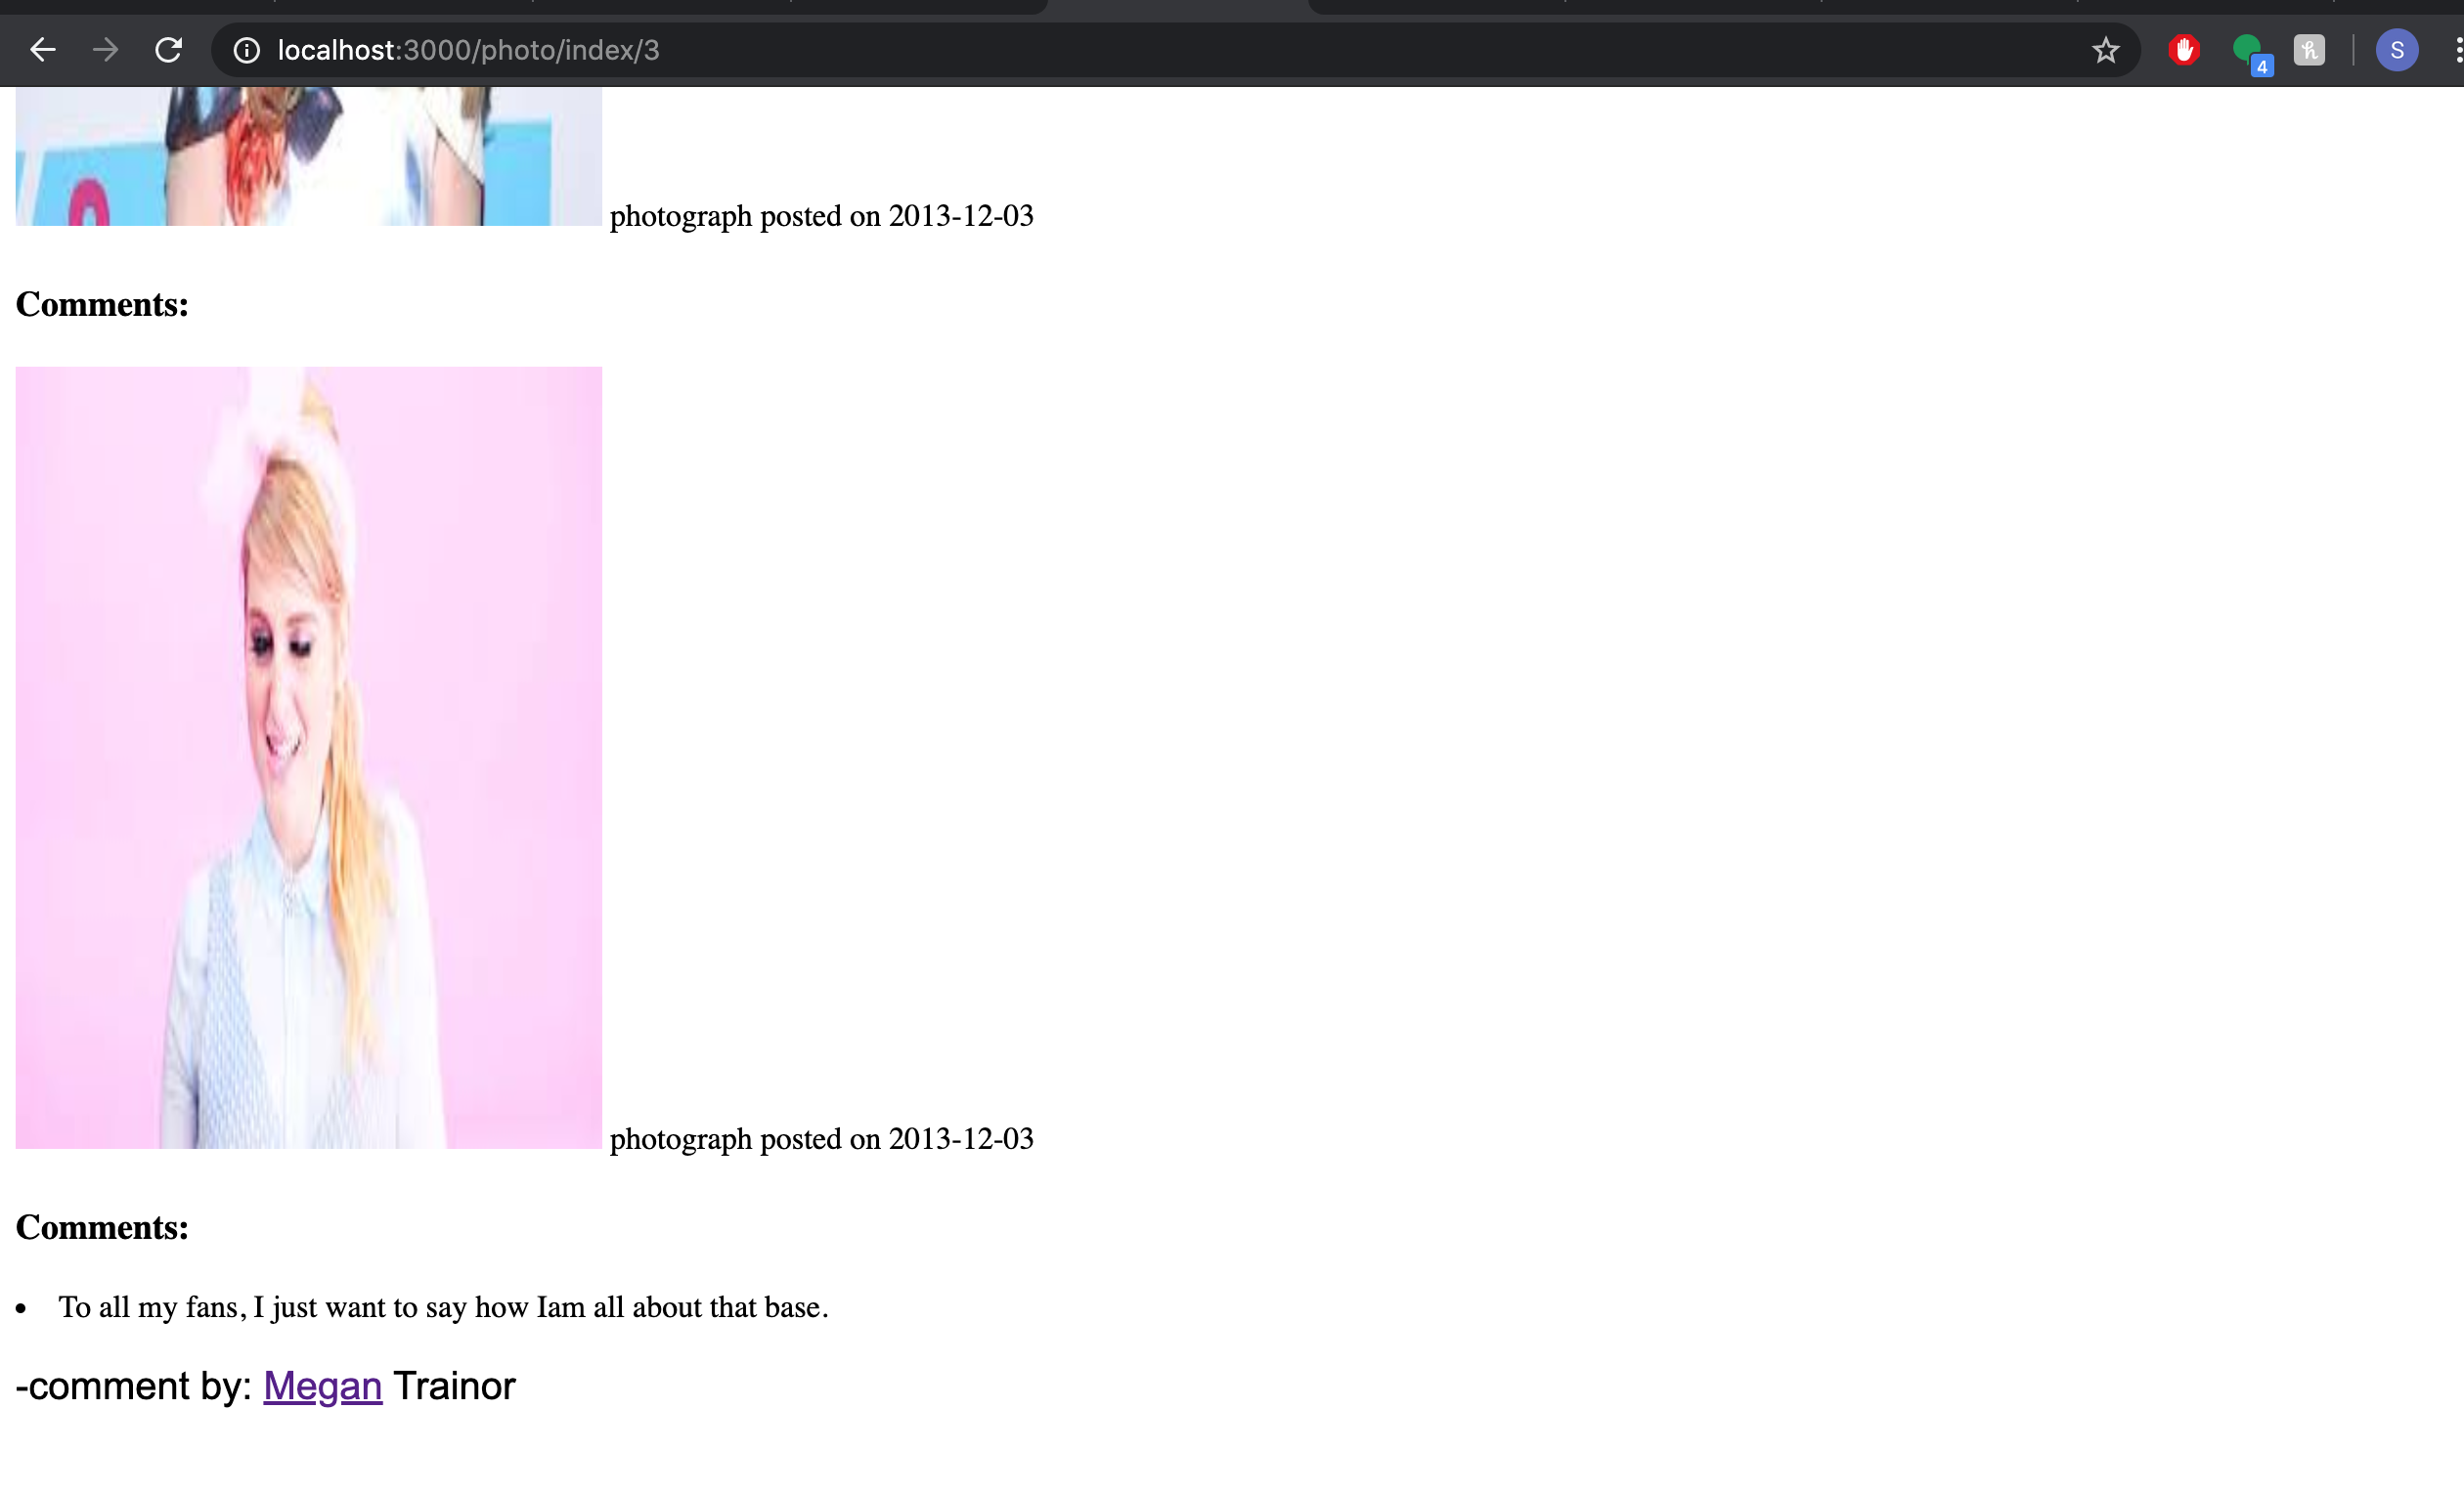 localhost:3000/photo/index/3
4
S
photograph posted on 2013-12-03
Comments:
photograph posted on 2013-12-03
Comments:
• To all my fans, I just want to say how Iam all about that base.
-comment by: Megan Trainor